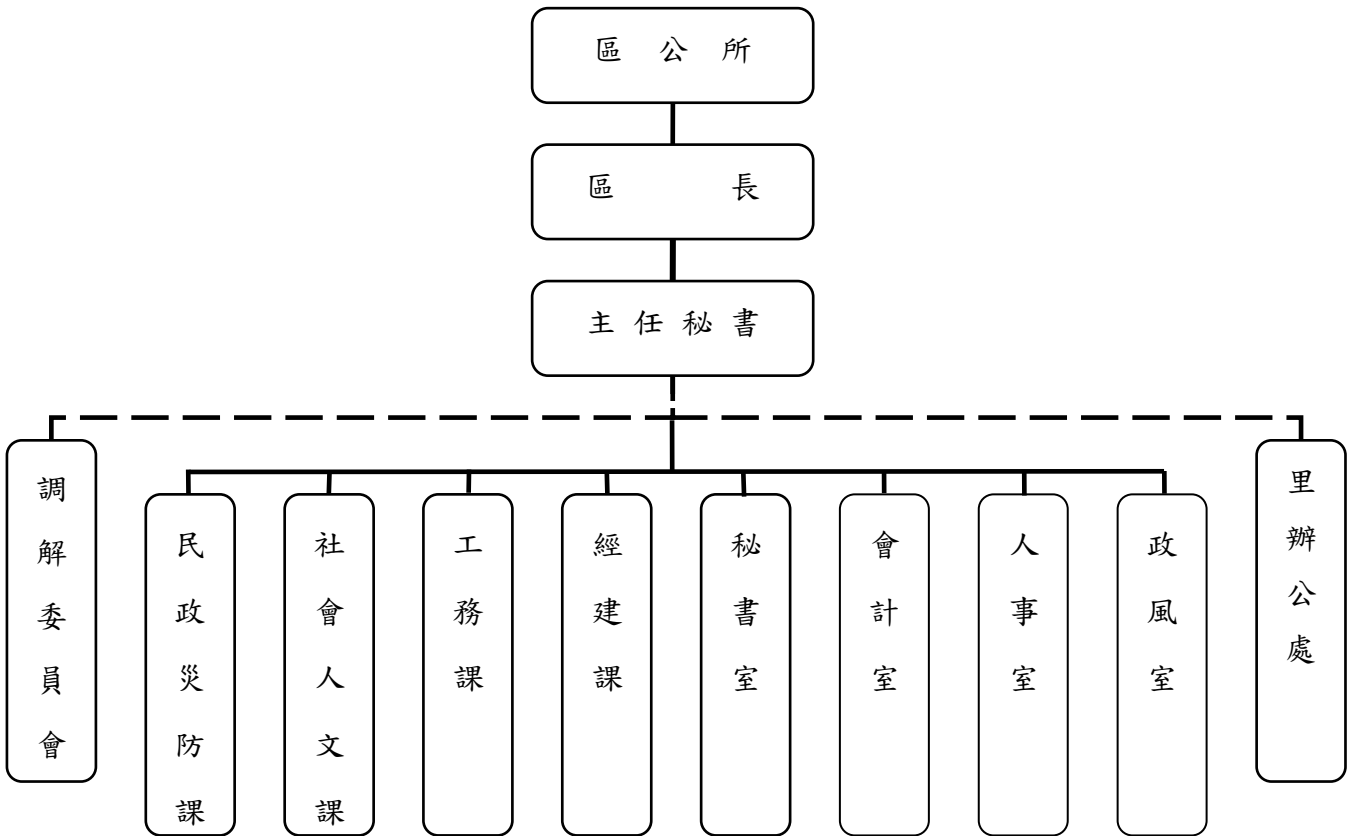 區公所
區長
主任秘書
調解委員會
民政災防課
社會人文課
工務課
經建課
秘書室
會計室
人事室
政風室
里辦公處